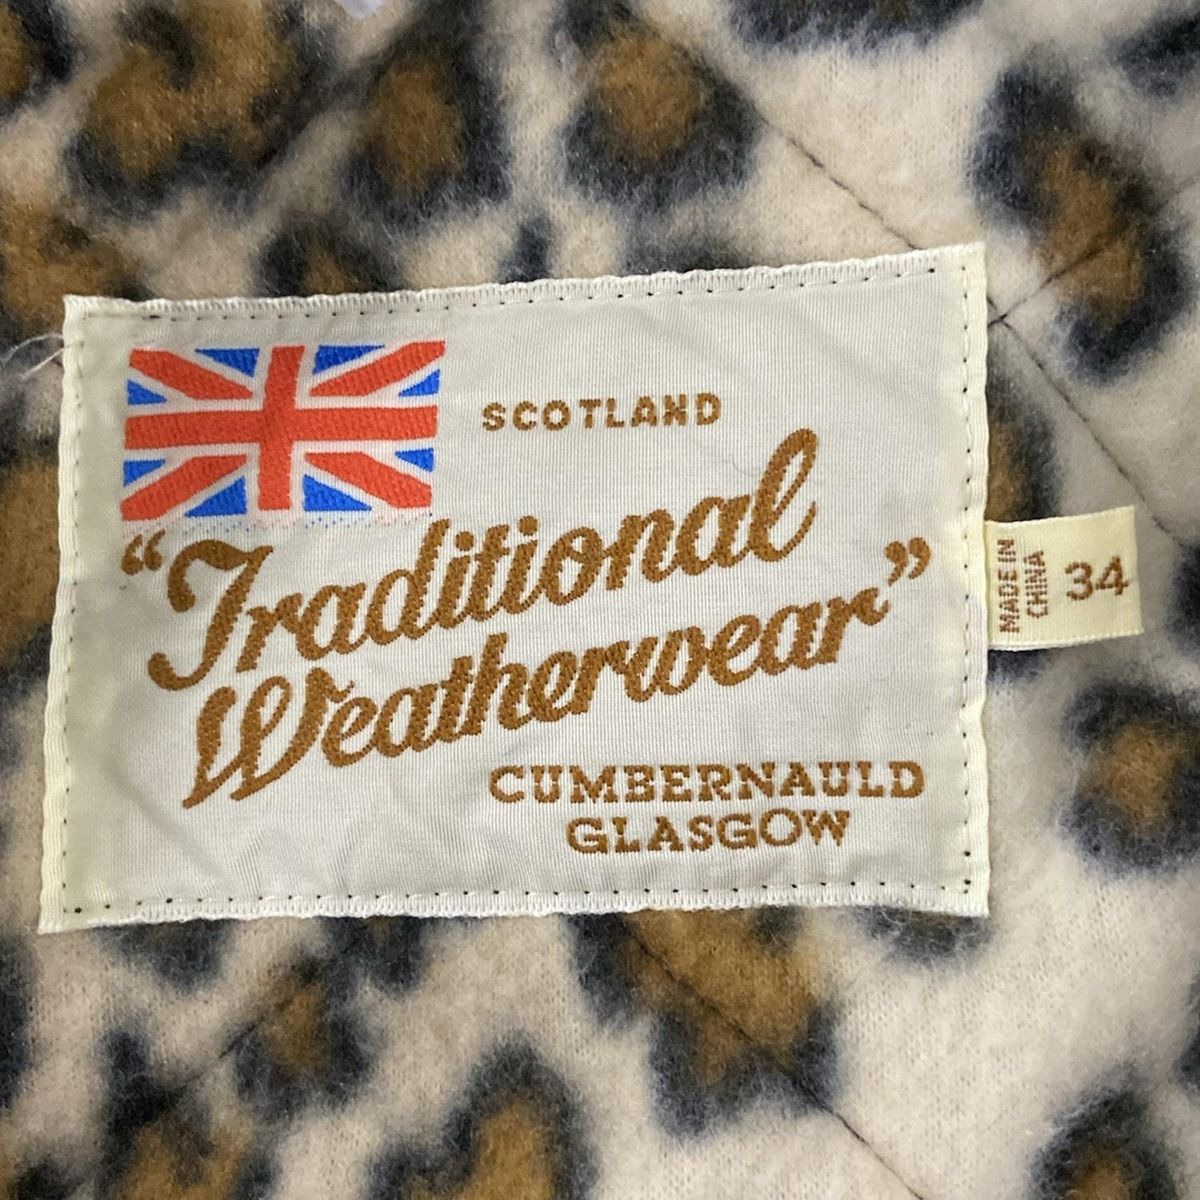 SCOTLAND
“Traditional
Weatherwear”
CUMBERNAULD
GLASGOW
MADE IN
CHINA
34